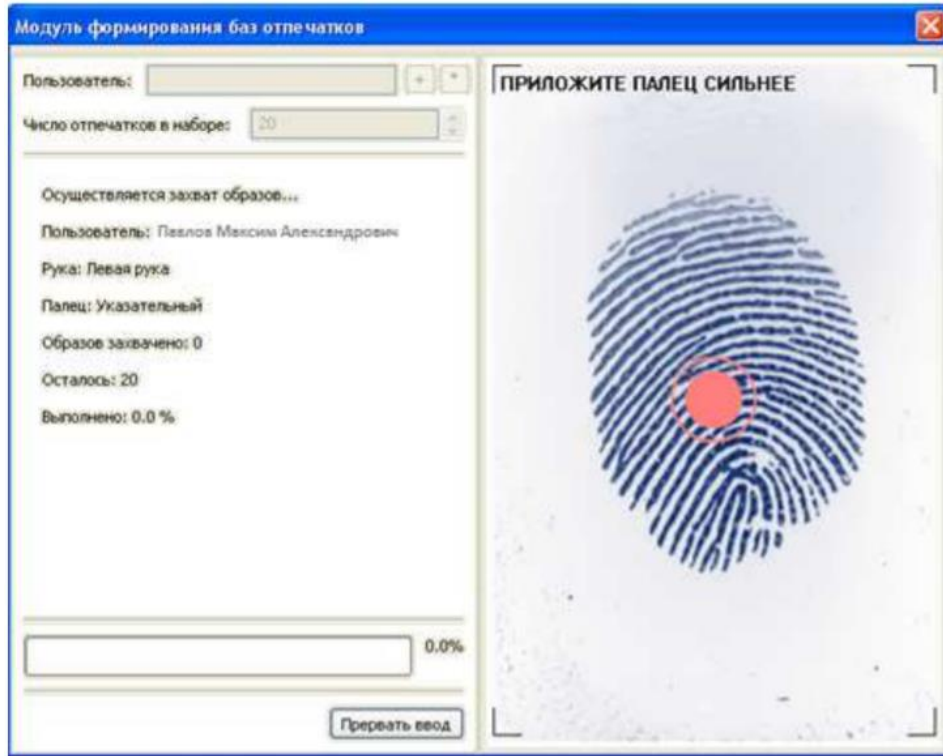 Модуль формирования баз отпечатков
Пользователь: + *
Число отпечатков в наборе: 20
Осуществляется захват образов...
Пользователь: Павлов Максим Александрович
Рука: Левая рука
Палец: Указательный
Образов захвачено: 0
Осталось: 20
Выполнено: 0.0 %
0.0%
Прервать ввод
ПРИЛОЖИТЕ ПАЛЕЦ СИЛЬНЕЕ